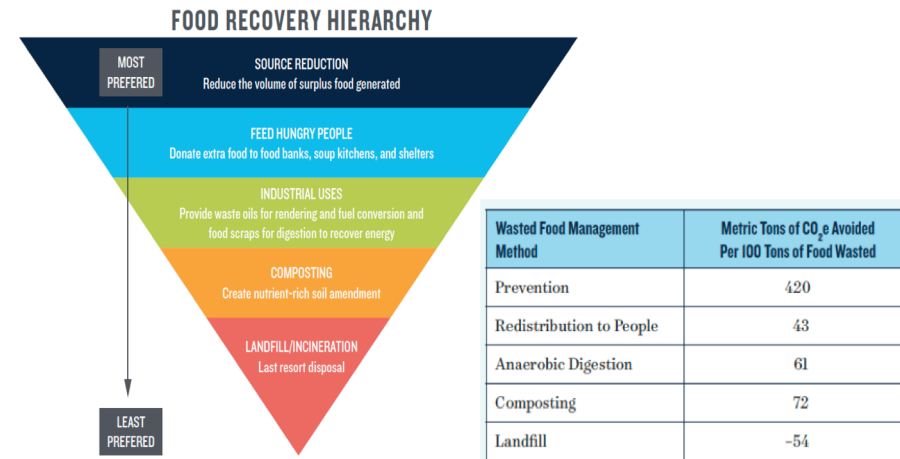 FOOD RECOVERY HIERARCHY
MOST
PREFERED
SOURCE REDUCTION
Reduce the volume of surplus food generated
FEED HUNGRY PEOPLE
Donate extra food to food banks, soup kitchens, and shelters
INDUSTRIAL USES
Provide waste oils for rendering and fuel conversion and
food scraps for digestion to recover energy
COMPOSTING
Create nutrient-rich soil amendment
LANDFILL/INCINERATION
Last resort disposal
LEAST
PREFERED
Wasted Food Management
Method
Metric Tons of CO₂e Avoided
Per 100 Tons of Food Wasted
Prevention 420
Redistribution to People 43
Anaerobic Digestion 61
Composting 72
Landfill -54